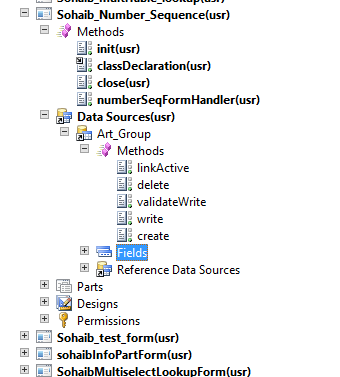 Sohaib_Number_Sequence(usr)
Methods
init(usr)
classDeclaration(usr)
close(usr)
numberSeqFormHandler(usr)
Data Sources(usr)
Art_Group
Methods
linkActive
delete
validateWrite
write
create
Fields
Reference Data Sources
Parts
Designs
Permissions
Sohaib_test_form(usr)
sohaibInfoPartForm(usr)
SohaibMultiselectLookupForm(usr)